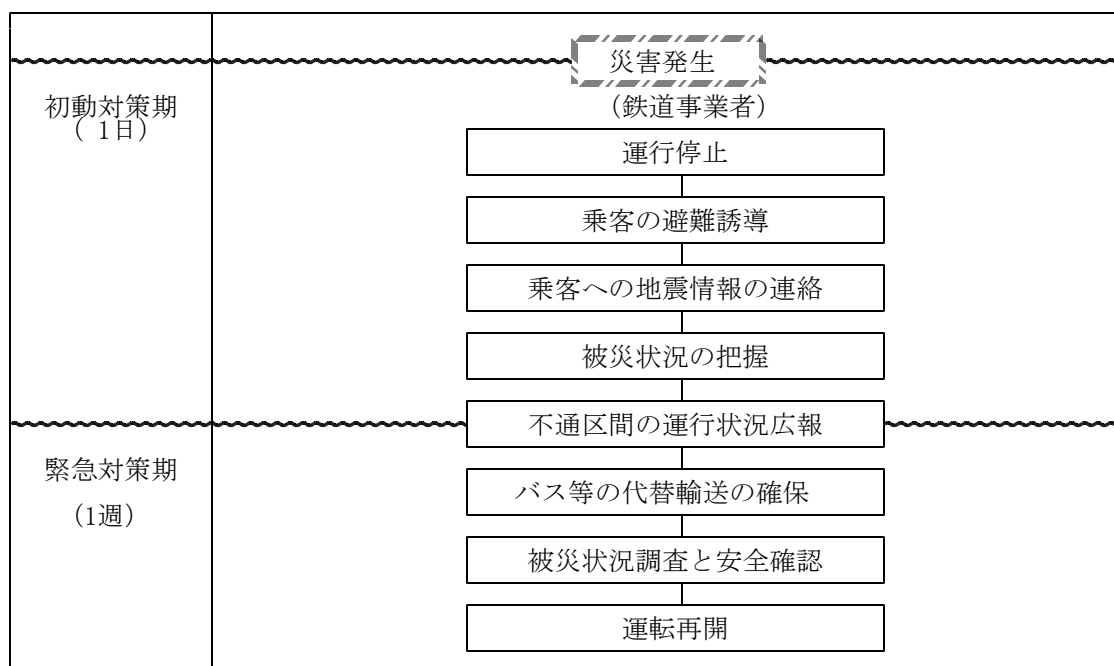 災害発生
初動対策期
( 1日)
(鉄道事業者)
運行停止
乗客の避難誘導
乗客への地震情報の連絡
被災状況の把握
不通区間の運行状況広報
緊急対策期
(1週)
バス等の代替輸送の確保
被災状況調査と安全確認
運転再開